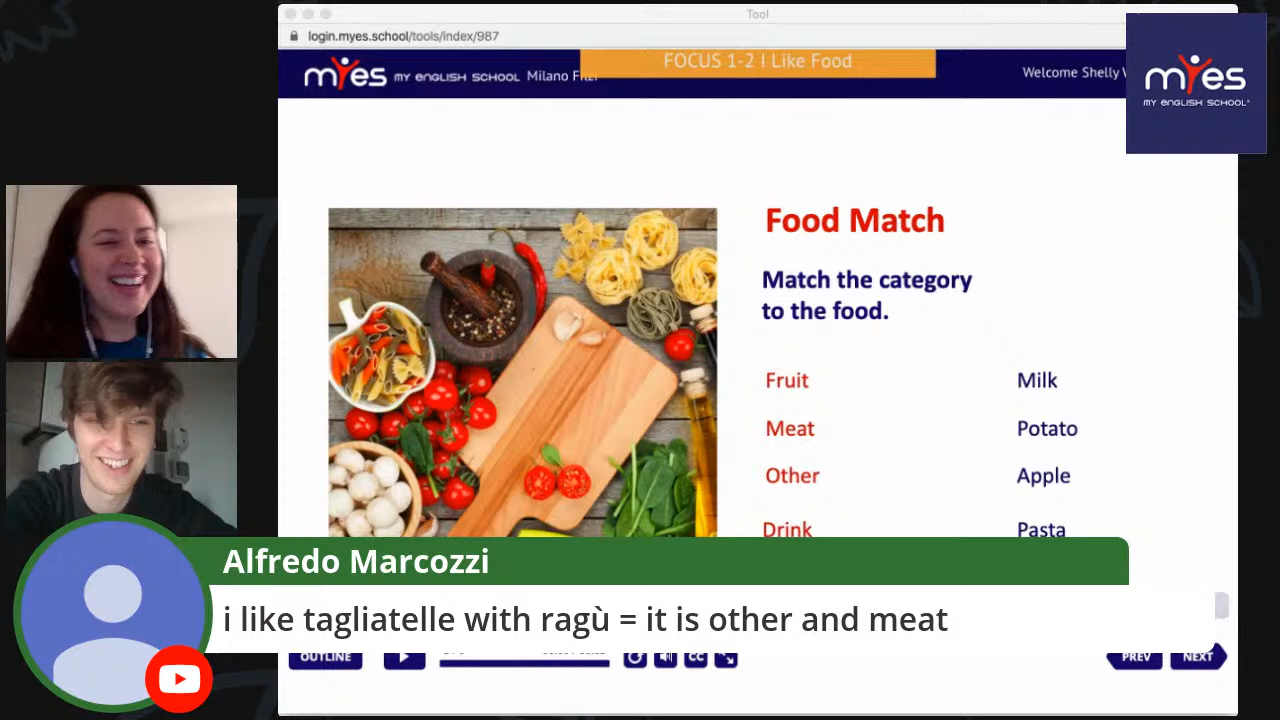 Tool
login.myes.school/tools/index/987
FOCUS 1-2 I Like Food
myes MY ENGLISH SCHOOL Milano
Welcome Shelly
myes
MY ENGLISH SCHOOL
Food Match
Match the category
to the food.
Fruit Milk
Meat Potato
Other Apple
Drink Pasta
Alfredo Marcozzi
i like tagliatelle with ragù = it is other and meat
OUTLINE
CC
PREV NEXT